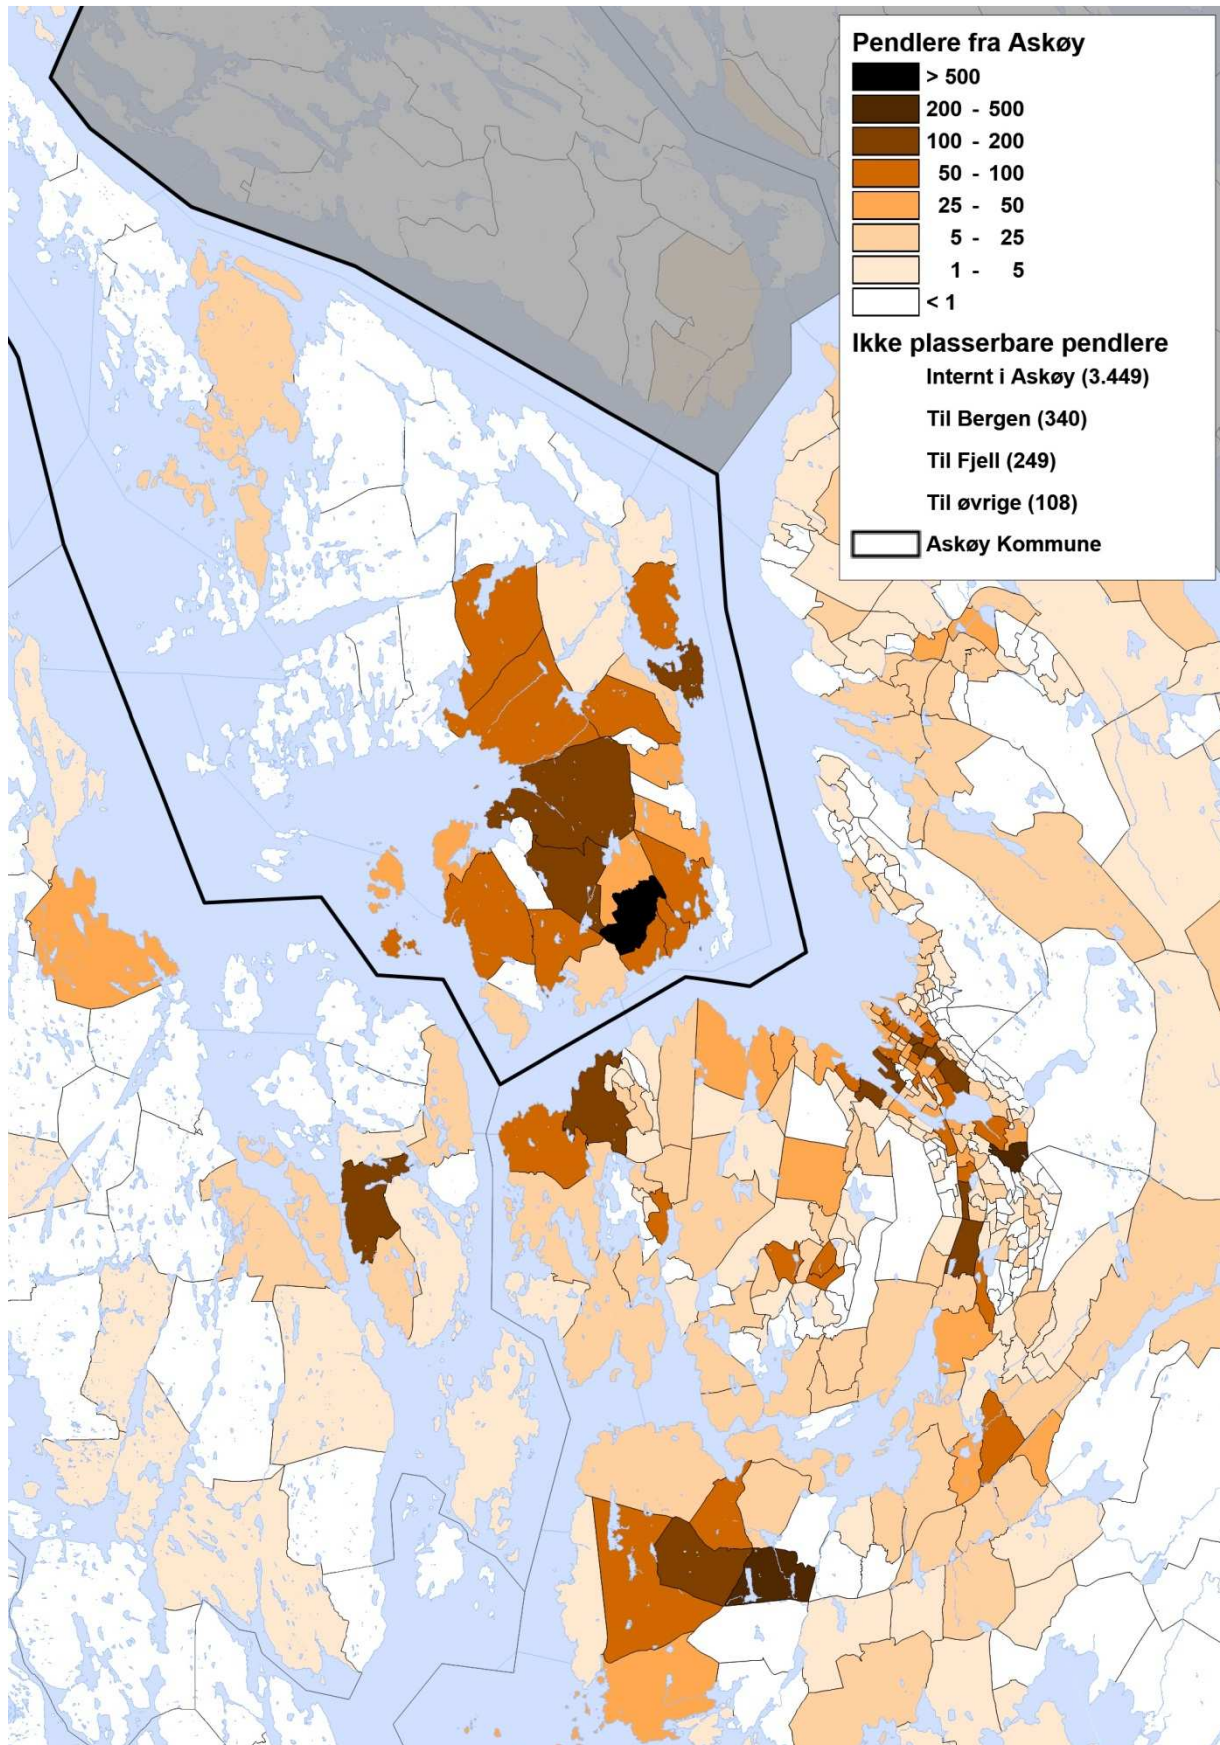 Pendlere fra Askøy
> 500
200 - 500
100 - 200
50 - 100
25 - 50
5 - 25
1 - 5
< 1
Ikke plasserbare pendlere
Internt i Askøy (3.449)
Til Bergen (340)
Til Fjell (249)
Til øvrige (108)
Askøy Kommune